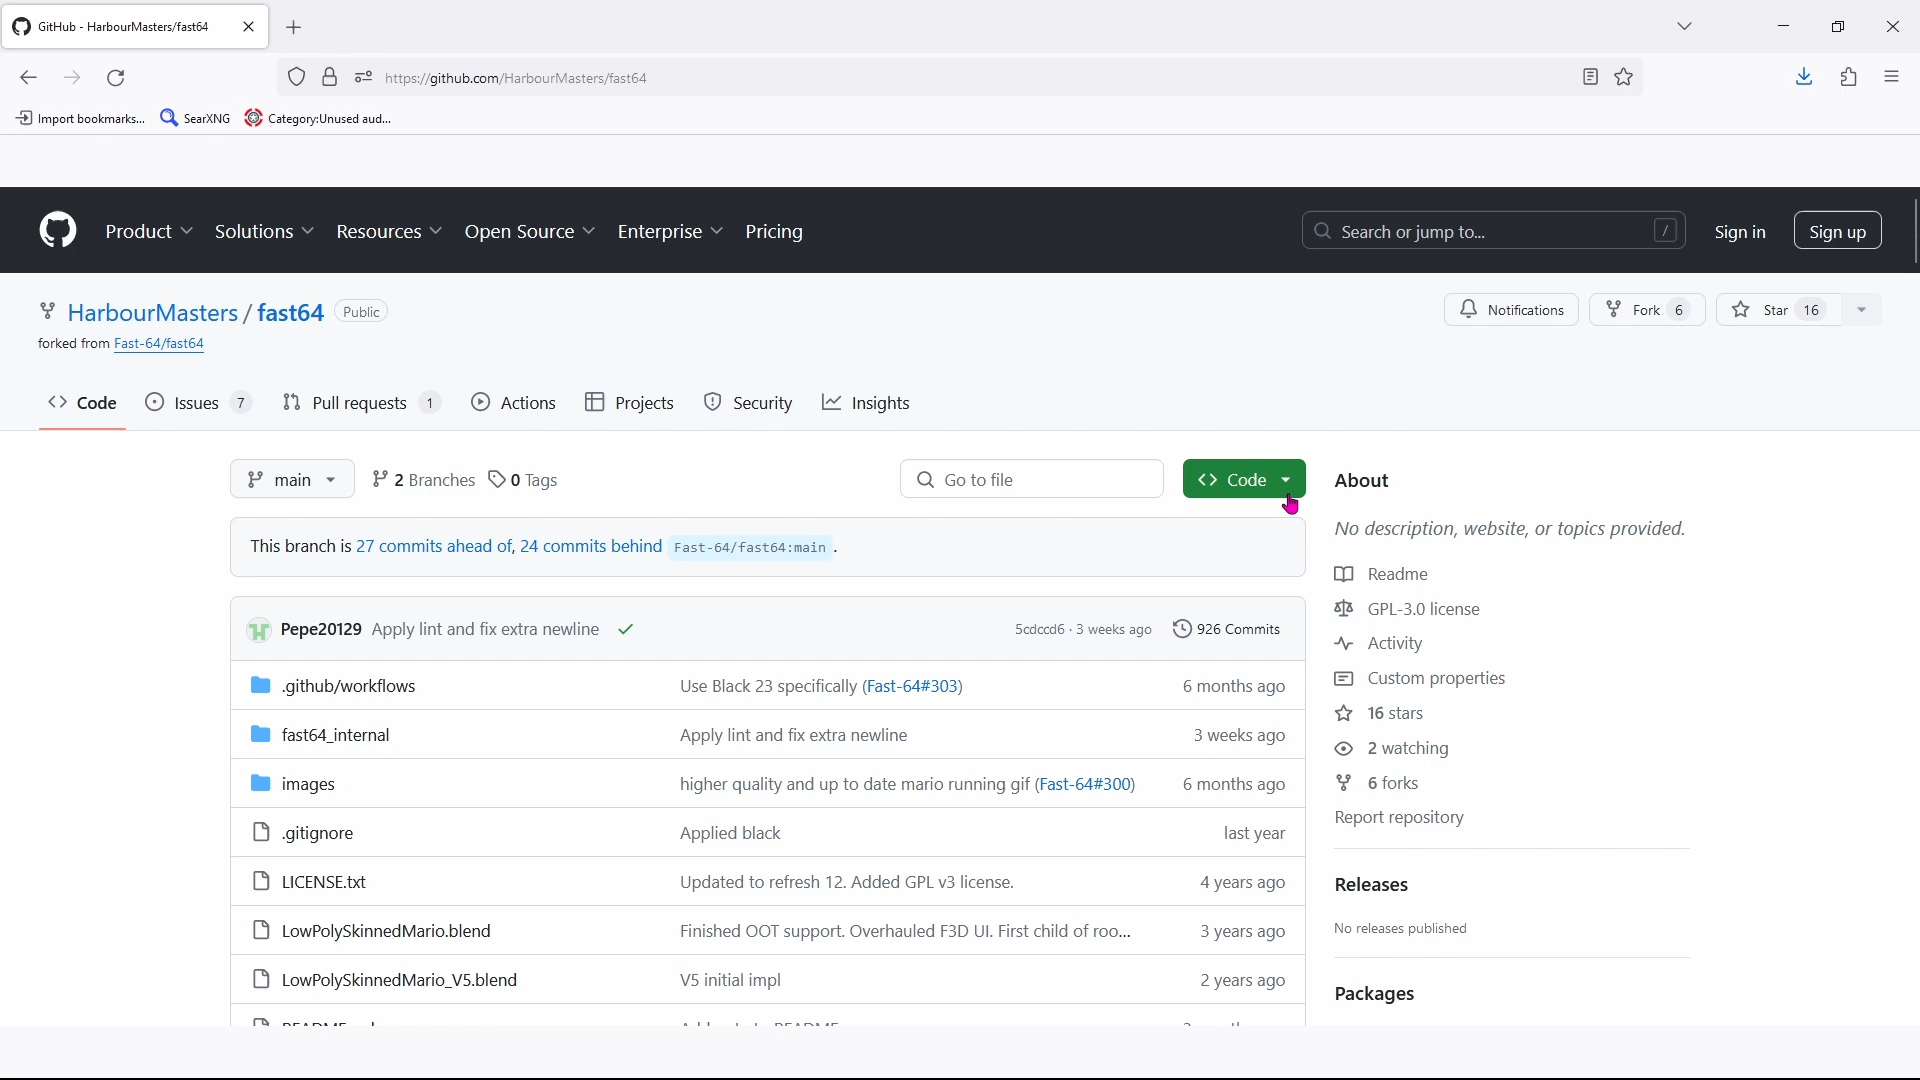 GitHub - HarbourMasters/fast64
https://github.com/HarbourMasters/fast64
Import bookmarks... SearXNG Category:Unused aud...
Product Solutions Resources Open Source Enterprise Pricing Search or jump to... / Sign in Sign up
HarbourMasters / fast64 Public Notifications Fork 6 Star 16
forked from Fast-64/fast64
Code Issues 7 Pull requests 1 Actions Projects Security Insights
main 2 Branches 0 Tags Go to file Code
This branch is 27 commits ahead of, 24 commits behind Fast-64/fast64:main .
Pepe20129 Apply lint and fix extra newline 5cdccd6 · 3 weeks ago 926 Commits
.github/workflows Use Black 23 specifically (Fast-64#303) 6 months ago
fast64_internal Apply lint and fix extra newline 3 weeks ago
images higher quality and up to date mario running gif (Fast-64#300) 6 months ago
.gitignore Applied black last year
LICENSE.txt Updated to refresh 12. Added GPL v3 license. 4 years ago
LowPolySkinnedMario.blend Finished OOT support. Overhauled F3D UI. First child of roo... 3 years ago
LowPolySkinnedMario_V5.blend V5 initial impl 2 years ago
About
No description, website, or topics provided.
Readme
GPL-3.0 license
Activity
Custom properties
16 stars
2 watching
6 forks
Report repository
Releases
No releases published
Packages